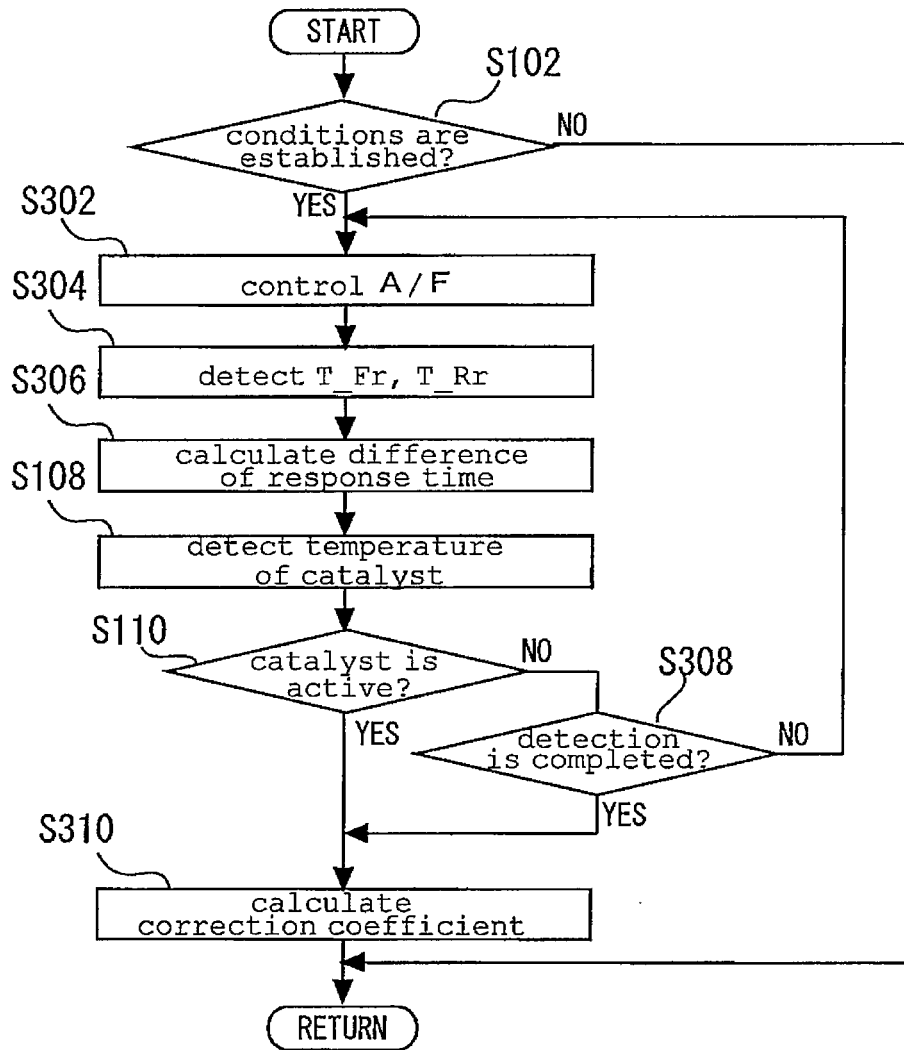 START
S102
conditions are
established?
NO
YES
S302
control A/F
S304
detect T_Fr, T_Rr
S306
calculate difference
of response time
S108
detect temperature
of catalyst
S110
catalyst is
active?
NO
YES
S308
detection
is completed?
NO
YES
S310
calculate
correction coefficient
RETURN